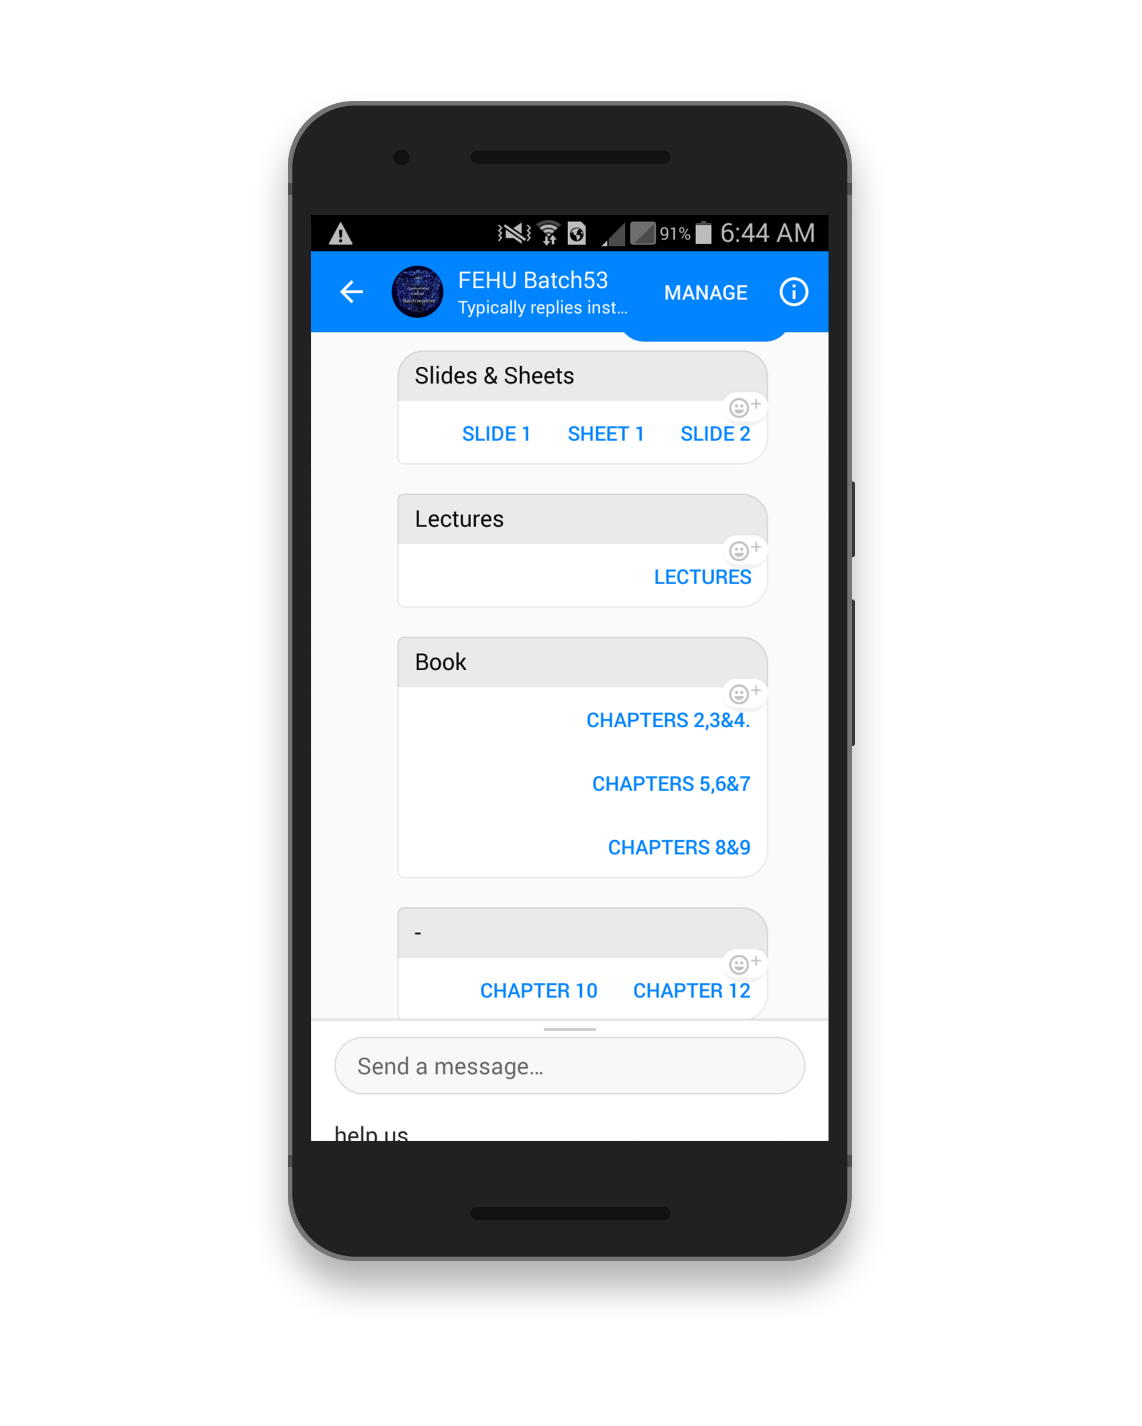 91% 6:44 AM
FEHU Batch53 MANAGE
Typically replies inst...
Slides & Sheets
SLIDE 1 SHEET 1 SLIDE 2
Lectures
LECTURES
Book
CHAPTERS 2,3&4.
CHAPTERS 5,6&7
CHAPTERS 8&9
-
CHAPTER 10 CHAPTER 12
Send a message...
help us